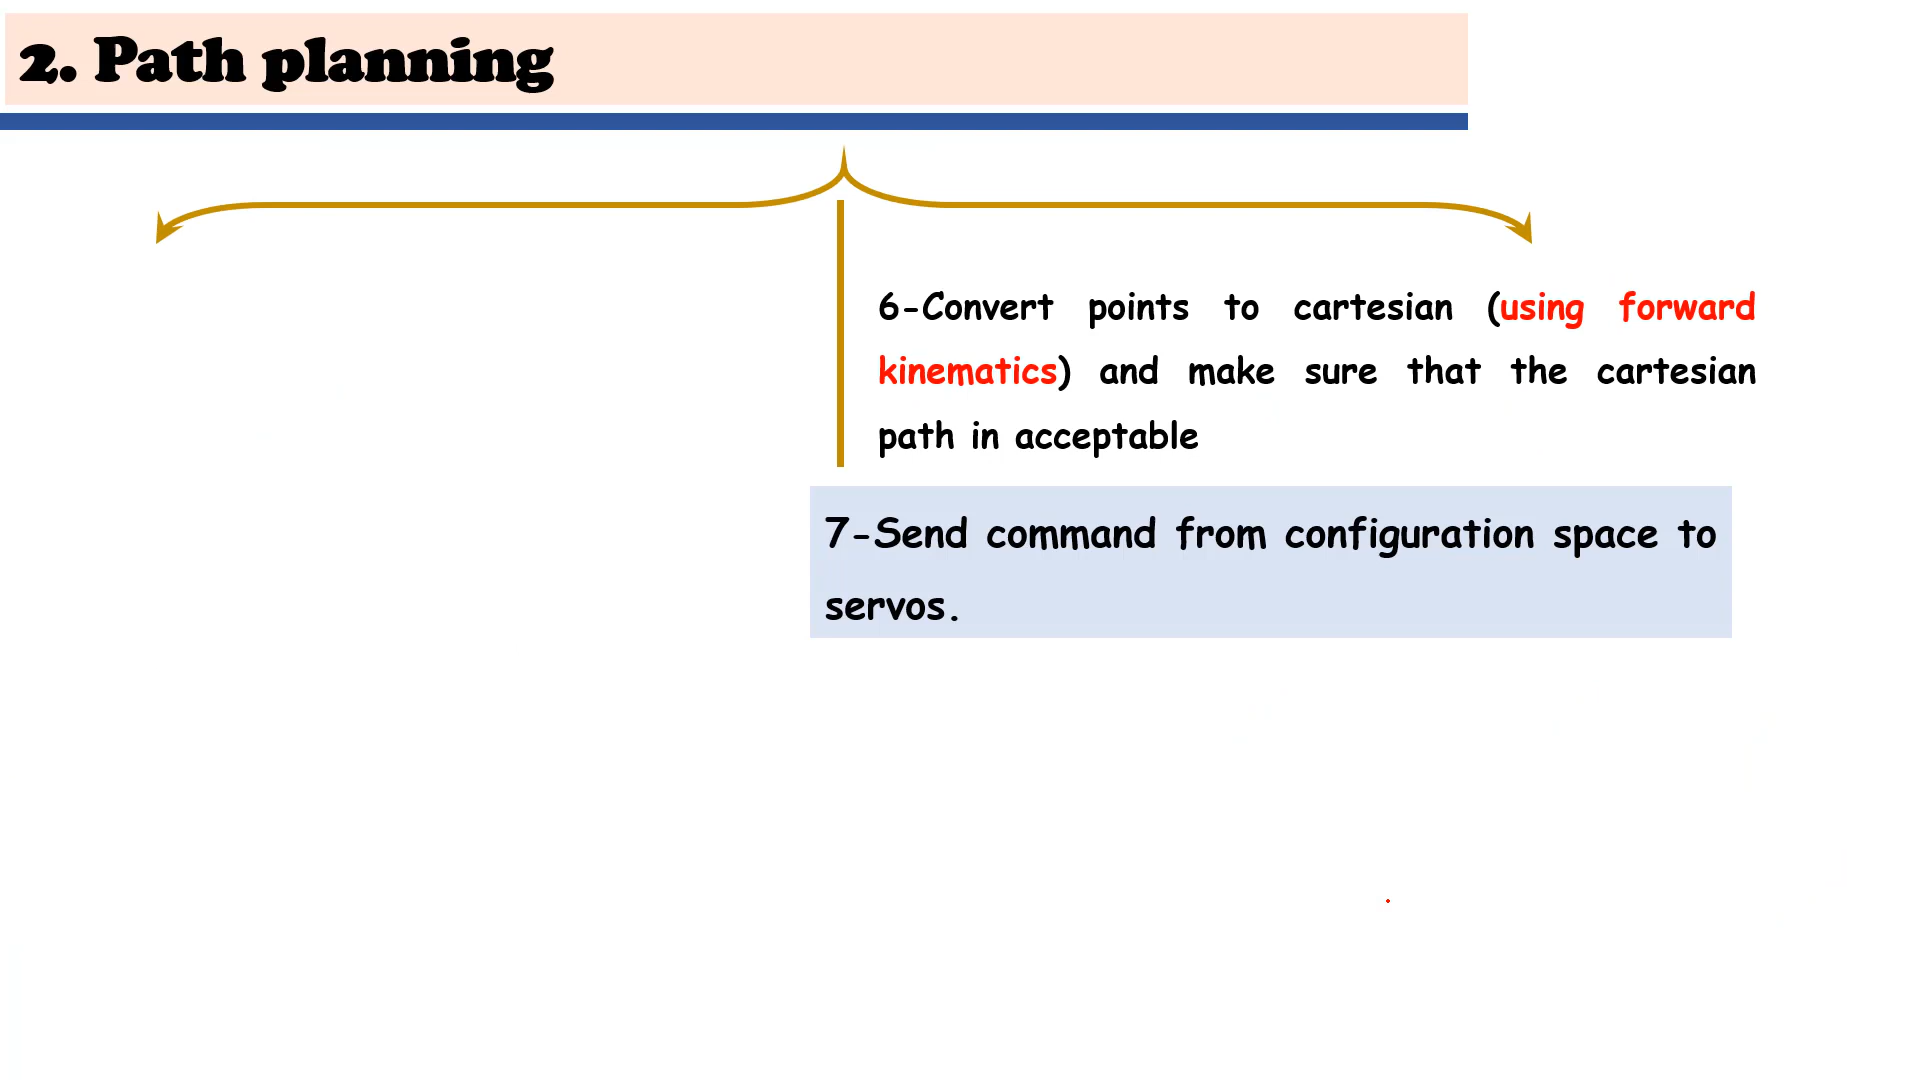 2. Path planning
6-Convert points to cartesian (using forward
kinematics) and make sure that the cartesian
path in acceptable
7-Send command from configuration space to
servos.